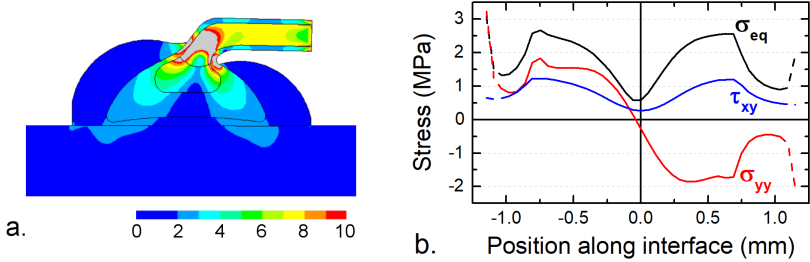 0 2 4 6 8 10
a.
Stress (MPa)
3
2
1
0
-1
-2
σeq
τxy
σyy
-1.0 -0.5 0.0 0.5 1.0
Position along interface (mm)
b.